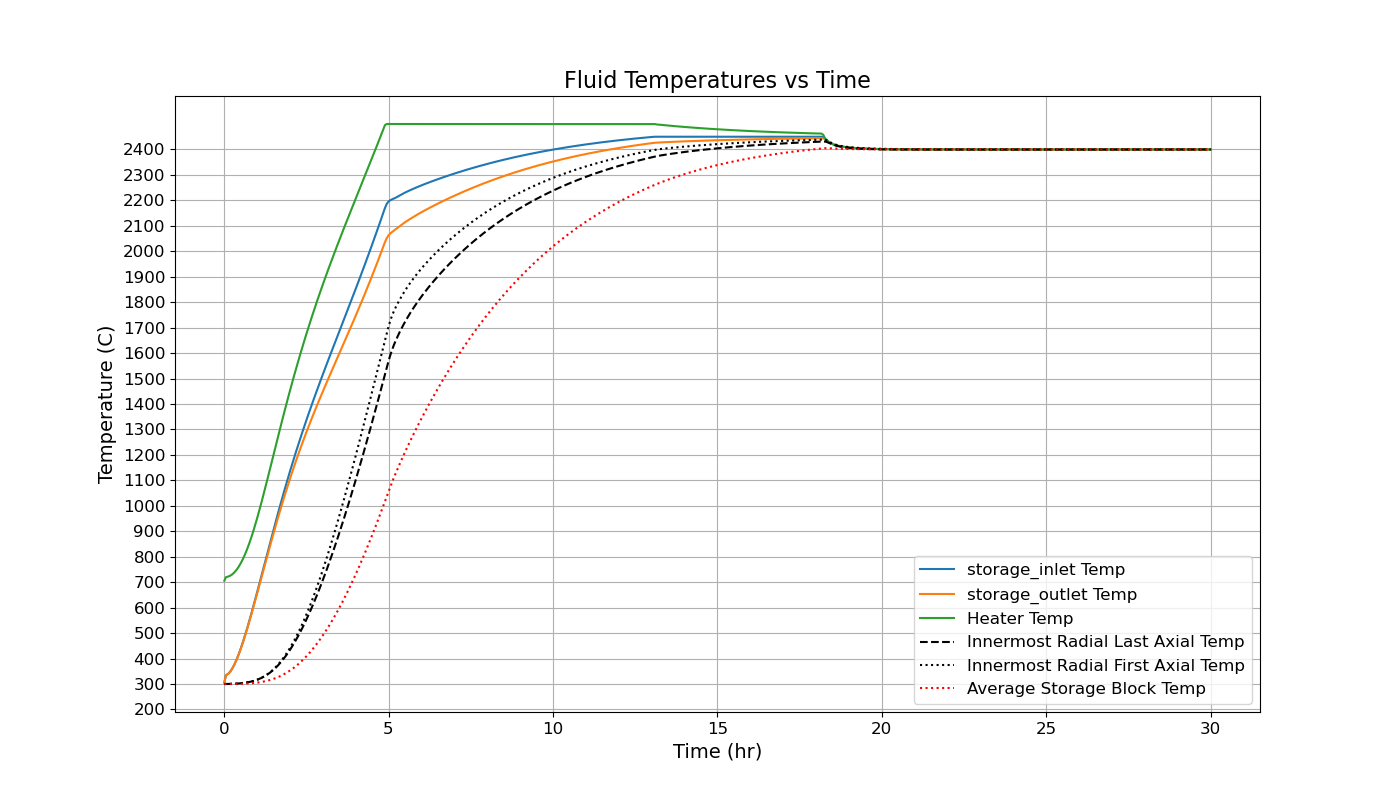 Fluid Temperatures vs Time
Temperature (C)
2400
2300
2200
2100
2000
1900
1800
1700
1600
1500
1400
1300
1200
1100
1000
900
800
700
600
500
400
300
200
storage_inlet Temp
storage_outlet Temp
Heater Temp
Innermost Radial Last Axial Temp
Innermost Radial First Axial Temp
Average Storage Block Temp
0 5 10 15 20 25 30
Time (hr)